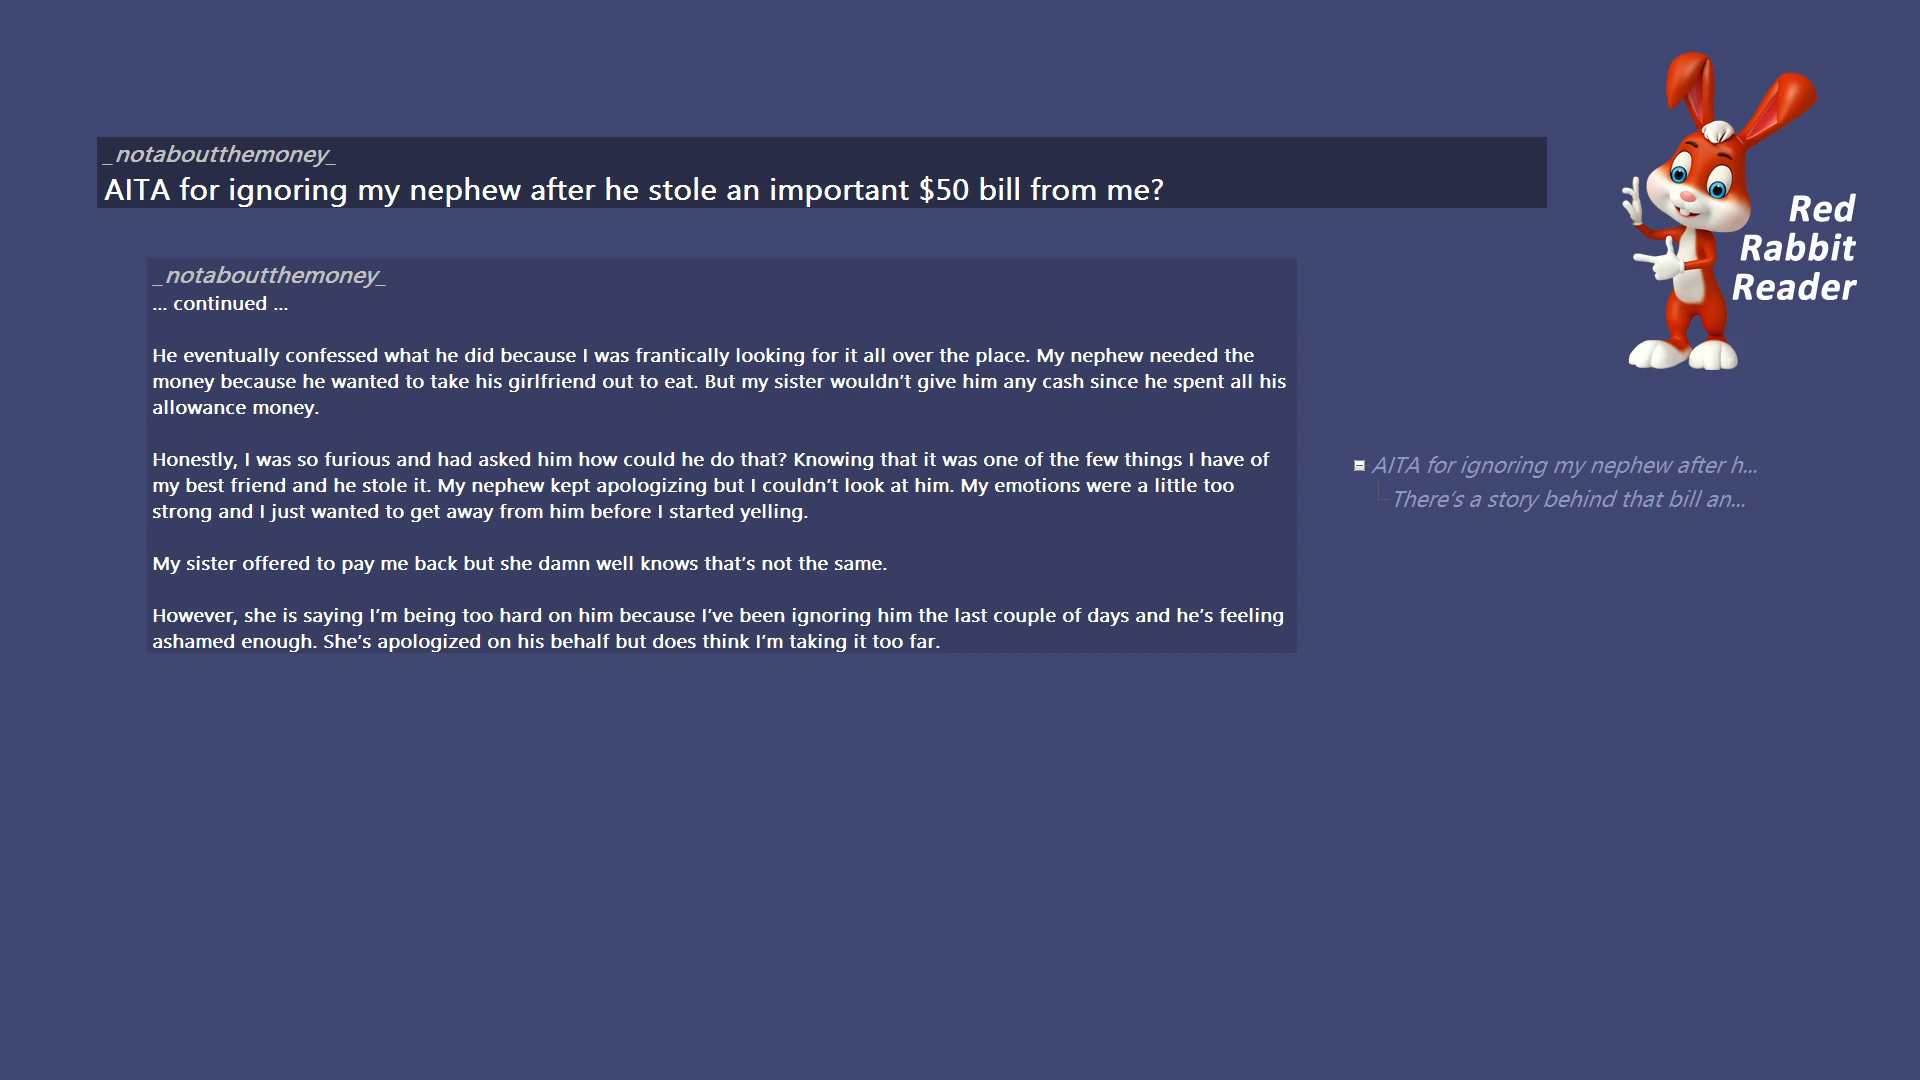 _notaboutthemoney_
AITA for ignoring my nephew after he stole an important $50 bill from me?
Red
Rabbit
Reader
_notaboutthemoney_
... continued ...
He eventually confessed what he did because I was frantically looking for it all over the place. My nephew needed the
money because he wanted to take his girlfriend out to eat. But my sister wouldn’t give him any cash since he spent all his
allowance money.
Honestly, I was so furious and had asked him how could he do that? Knowing that it was one of the few things I have of
my best friend and he stole it. My nephew kept apologizing but I couldn’t look at him. My emotions were a little too
strong and I just wanted to get away from him before I started yelling.
My sister offered to pay me back but she damn well knows that’s not the same.
However, she is saying I’m being too hard on him because I’ve been ignoring him the last couple of days and he’s feeling
ashamed enough. She’s apologized on his behalf but does think I’m taking it too far.
AITA for ignoring my nephew after h...
There’s a story behind that bill an...